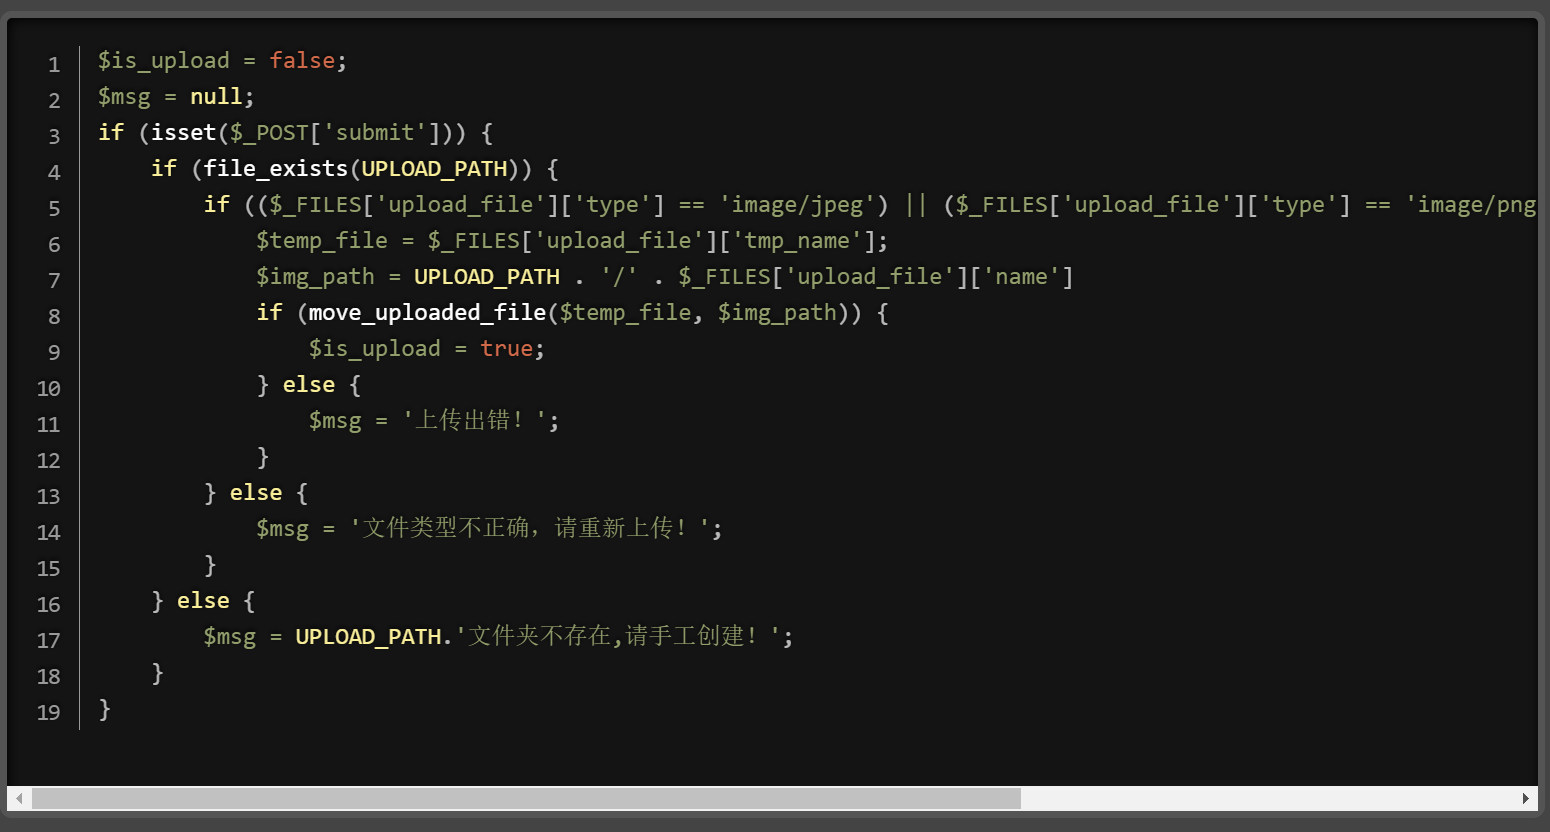 1 $is_upload = false;
2 $msg = null;
3 if (isset($_POST['submit'])) {
4     if (file_exists(UPLOAD_PATH)) {
5         if (($_FILES['upload_file']['type'] == 'image/jpeg') || ($_FILES['upload_file']['type'] == 'image/png
6             $temp_file = $_FILES['upload_file']['tmp_name'];
7             $img_path = UPLOAD_PATH . '/' . $_FILES['upload_file']['name']
8             if (move_uploaded_file($temp_file, $img_path)) {
9                 $is_upload = true;
10             } else {
11                 $msg = '上传出错！';
12             }
13         } else {
14             $msg = '文件类型不正确，请重新上传！';
15         }
16     } else {
17         $msg = UPLOAD_PATH.'文件夹不存在,请手工创建！';
18     }
19 }